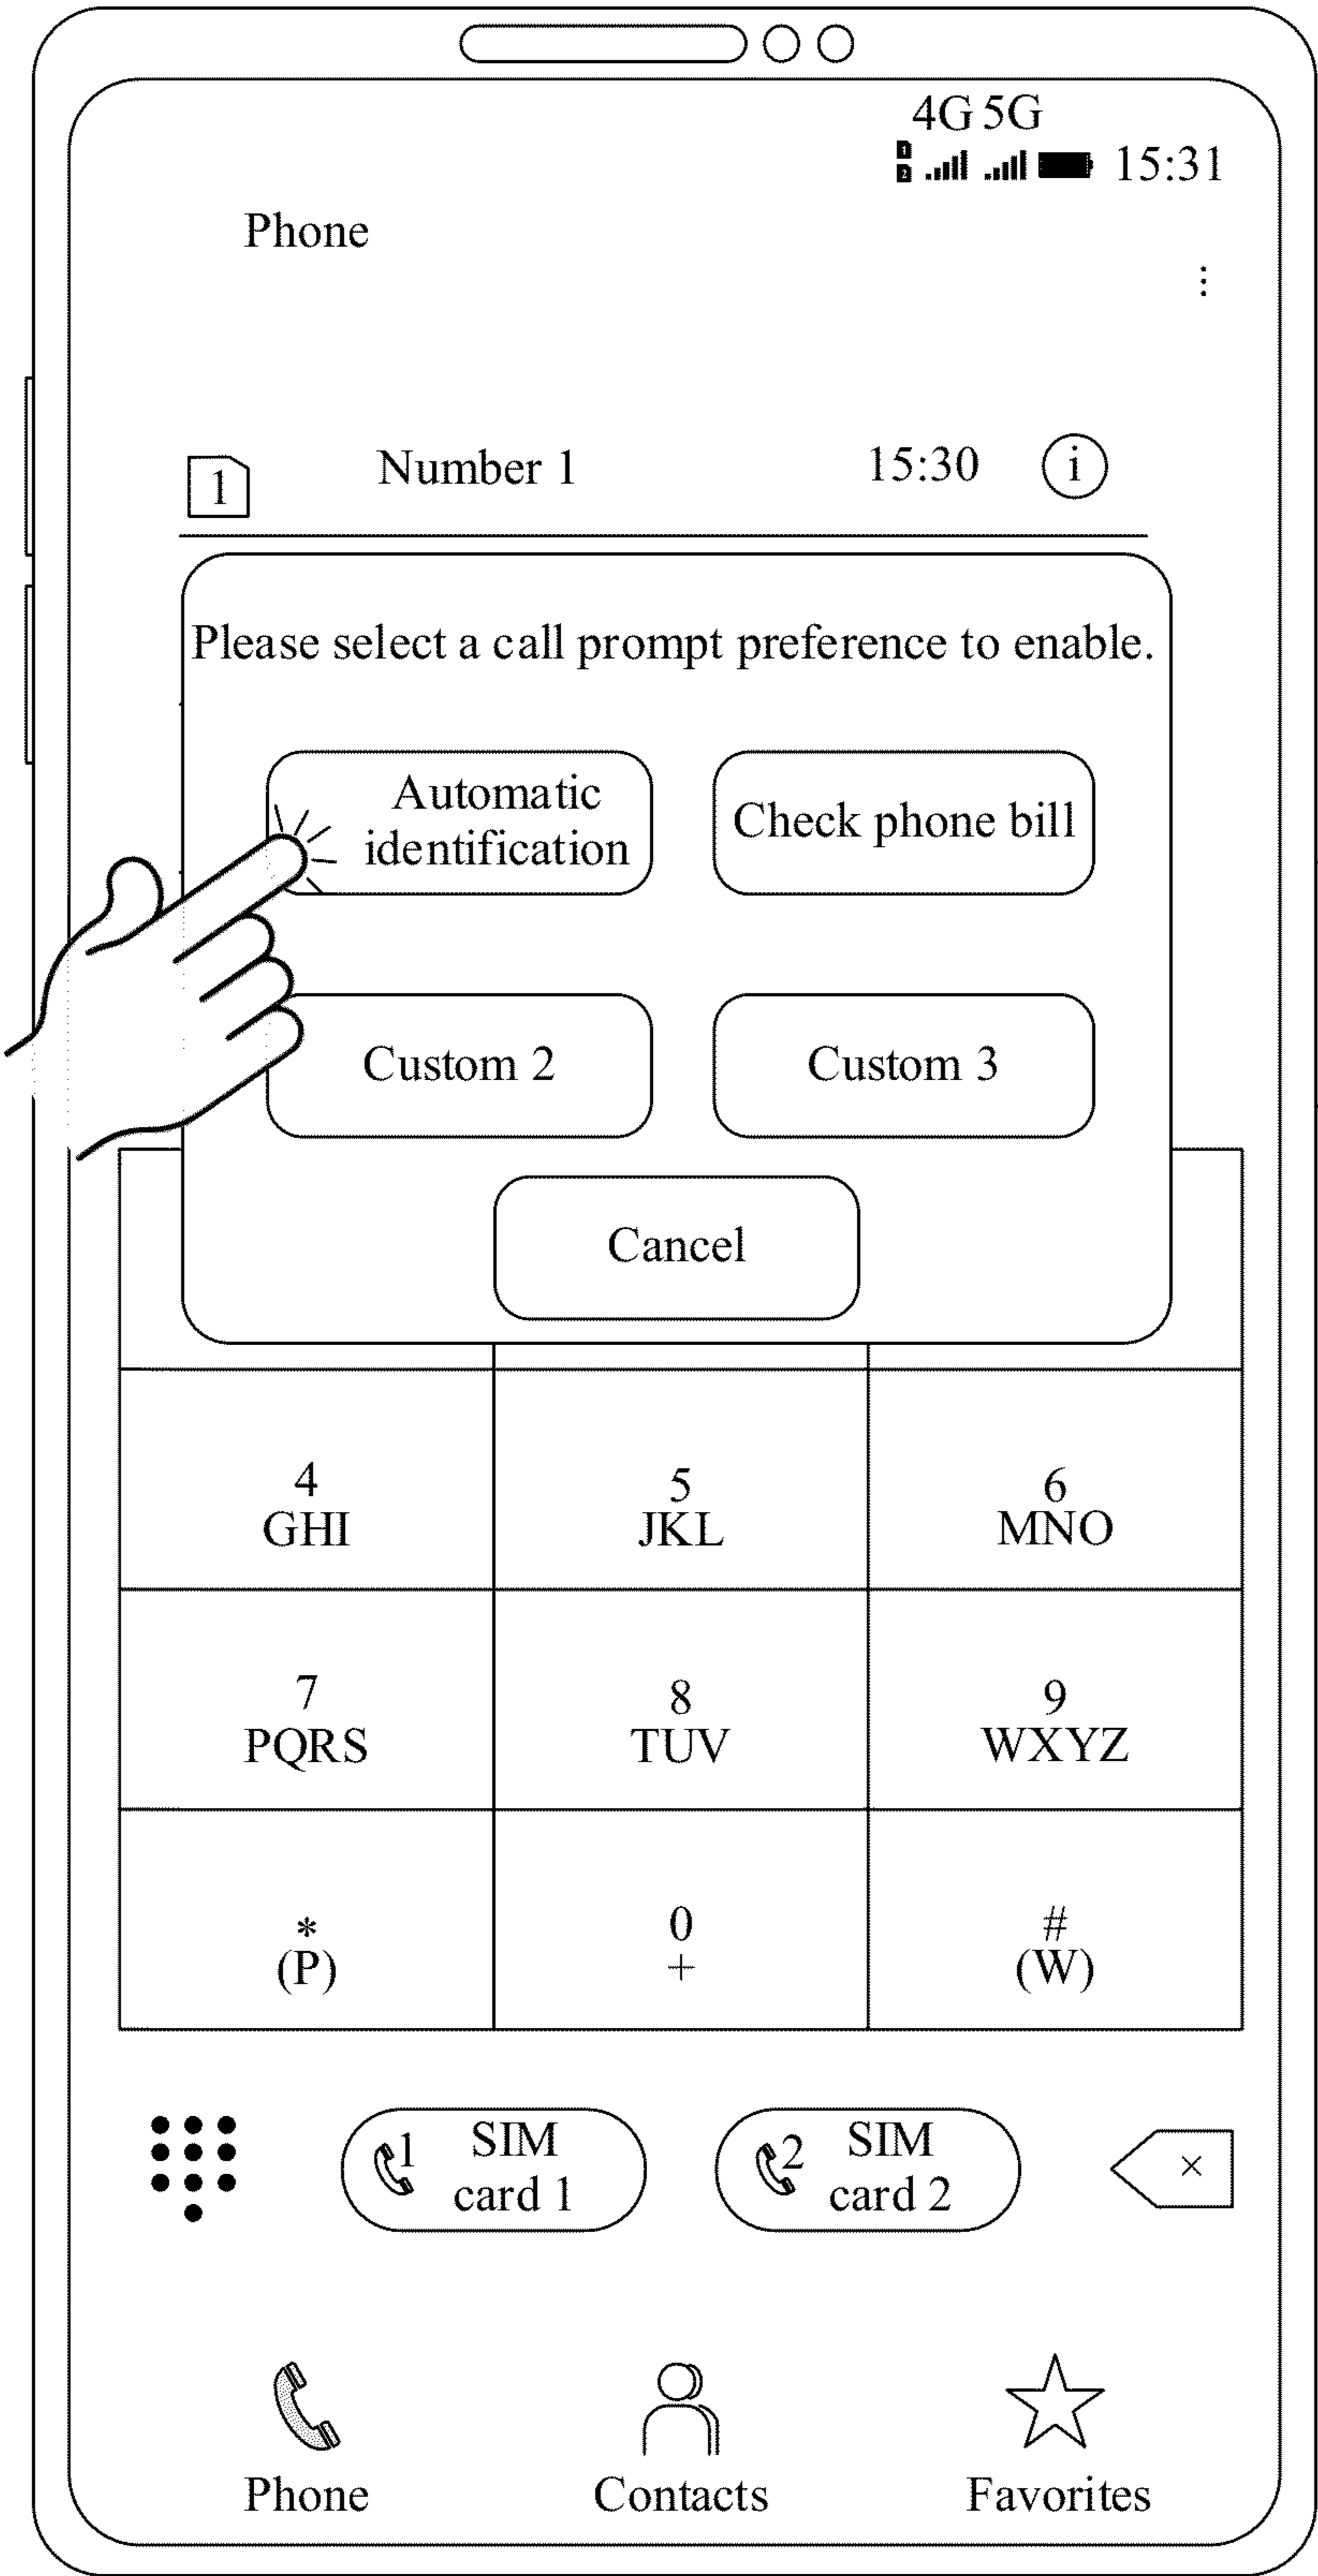 4G 5G
1
2
15:31
Phone
1 Number 1 15:30 i
Please select a call prompt preference to enable.
Automatic
identification
Check phone bill
Custom 2
Custom 3
Cancel
4
GHI
5
JKL
6
MNO
7
PQRS
8
TUV
9
WXYZ
*
(P)
0
+
#
(W)
1 SIM
card 1
2 SIM
card 2
×
Phone
Contacts
Favorites